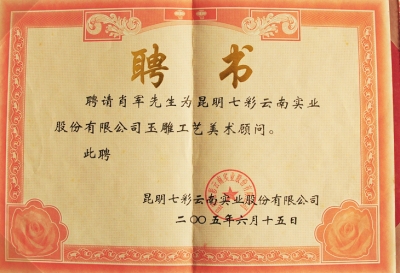 聘书
聘请肖军先生为昆明七彩云南实业
股份有限公司玉雕工艺美术顾问。
此聘
昆明七彩云南实业股份有限公司
二〇〇五年六月十五日